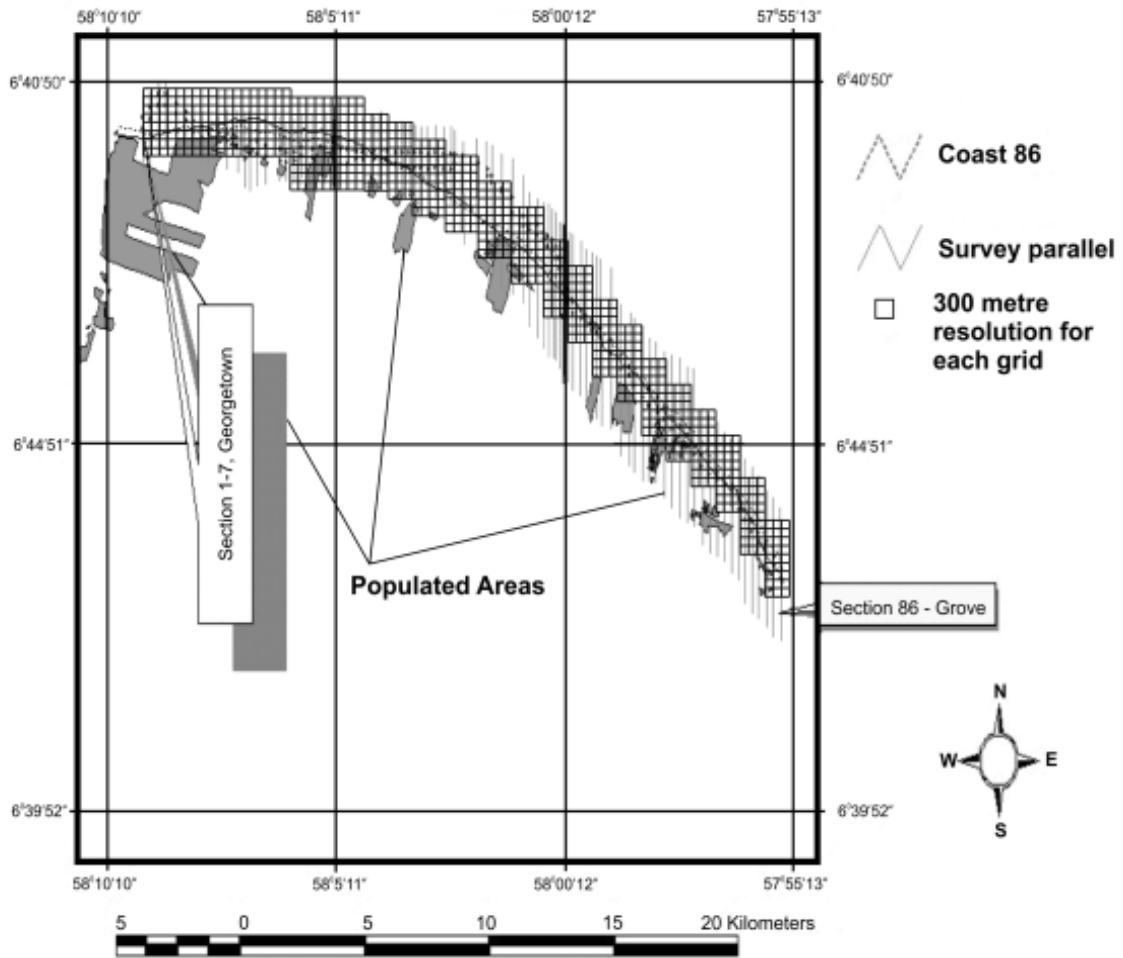 58°10'10"
58°5'11"
58°00'12"
57°55'13"
6°40'50"
6°40'50"
Coast 86
Survey parallel
300 metre
resolution for
each grid
6°44'51"
6°44'51"
Section 1-7, Georgetown
Populated Areas
Section 86 - Grove
N
W
E
S
6°39'52"
6°39'52"
58°10'10"
58°5'11"
58°00'12"
57°55'13"
5 0 5 10 15 20 Kilometers